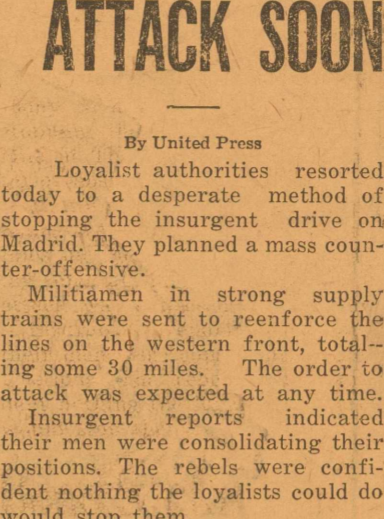 ATTACK SOON
By United Press
Loyalist authorities resorted
today to a desperate method of
stopping the insurgent drive on
Madrid. They planned a mass coun-
ter-offensive.
Militiamen in strong supply
trains were sent to reenforce the
lines on the western front, total--
ing some 30 miles. The order to
attack was expected at any time.
Insurgent reports indicated
their men were consolidating their
positions. The rebels were confi-
dent nothing the loyalists could do
would stop them